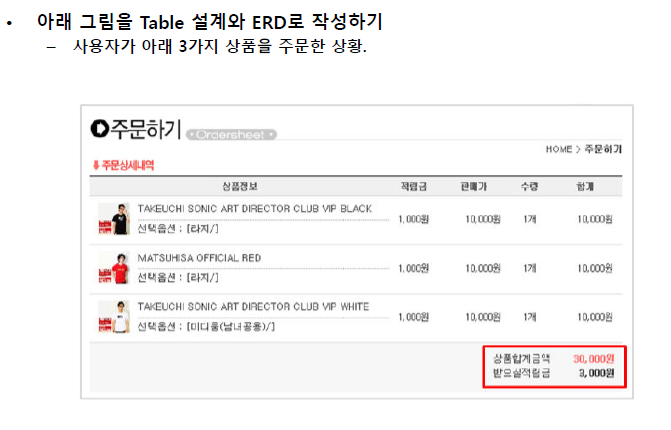 • 아래 그림을 Table 설계와 ERD로 작성하기
– 사용자가 아래 3가지 상품을 주문한 상황.
주문하기 Ordersheet
HOME > 주문하기
주문상세내역
상품정보 적립금 판매가 수량 합계
TAKEUCHI SONIC ART DIRECTOR CLUB VIP BLACK
선택옵션 : [라지/]
1,000원 10,000원 1개 10,000원
MATSUHISA OFFICIAL RED
선택옵션 : [라지/]
1,000원 10,000원 1개 10,000원
TAKEUCHI SONIC ART DIRECTOR CLUB VIP WHITE
선택옵션 : [미디움(남녀공용)/]
1,000원 10,000원 1개 10,000원
상품합계금액 30,000원
받으실적립금 3,000원